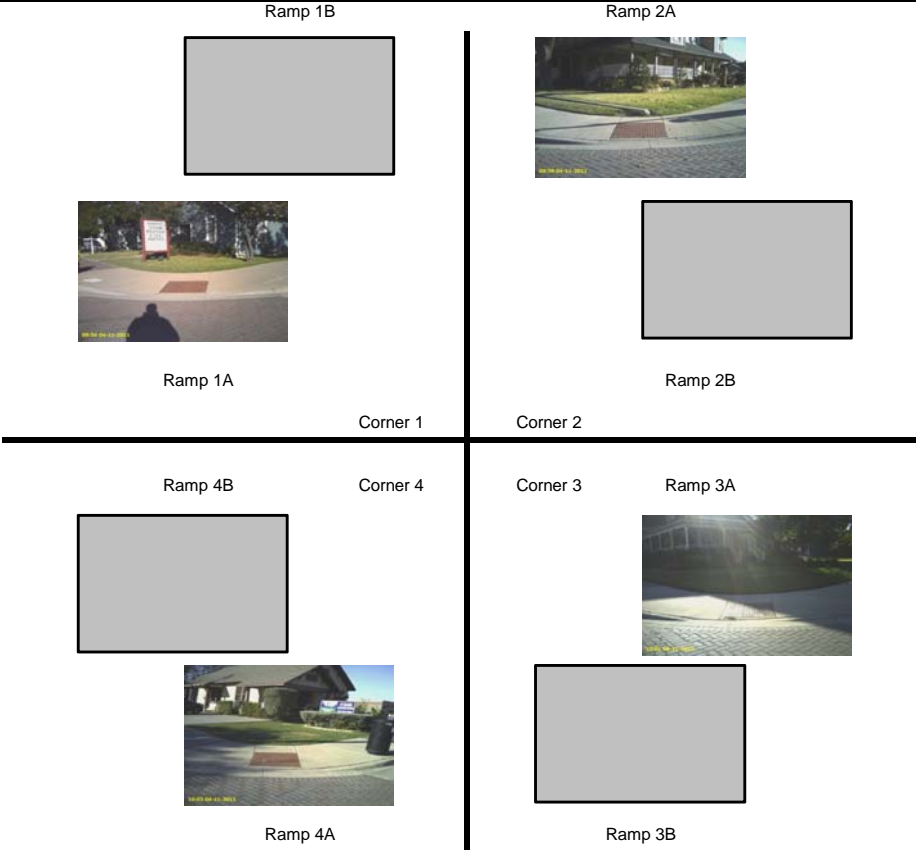 Ramp 1B
Ramp 2A
Ramp 1A
Ramp 2B
Corner 1
Corner 2
Ramp 4B
Corner 4
Corner 3
Ramp 3A
Ramp 4A
Ramp 3B